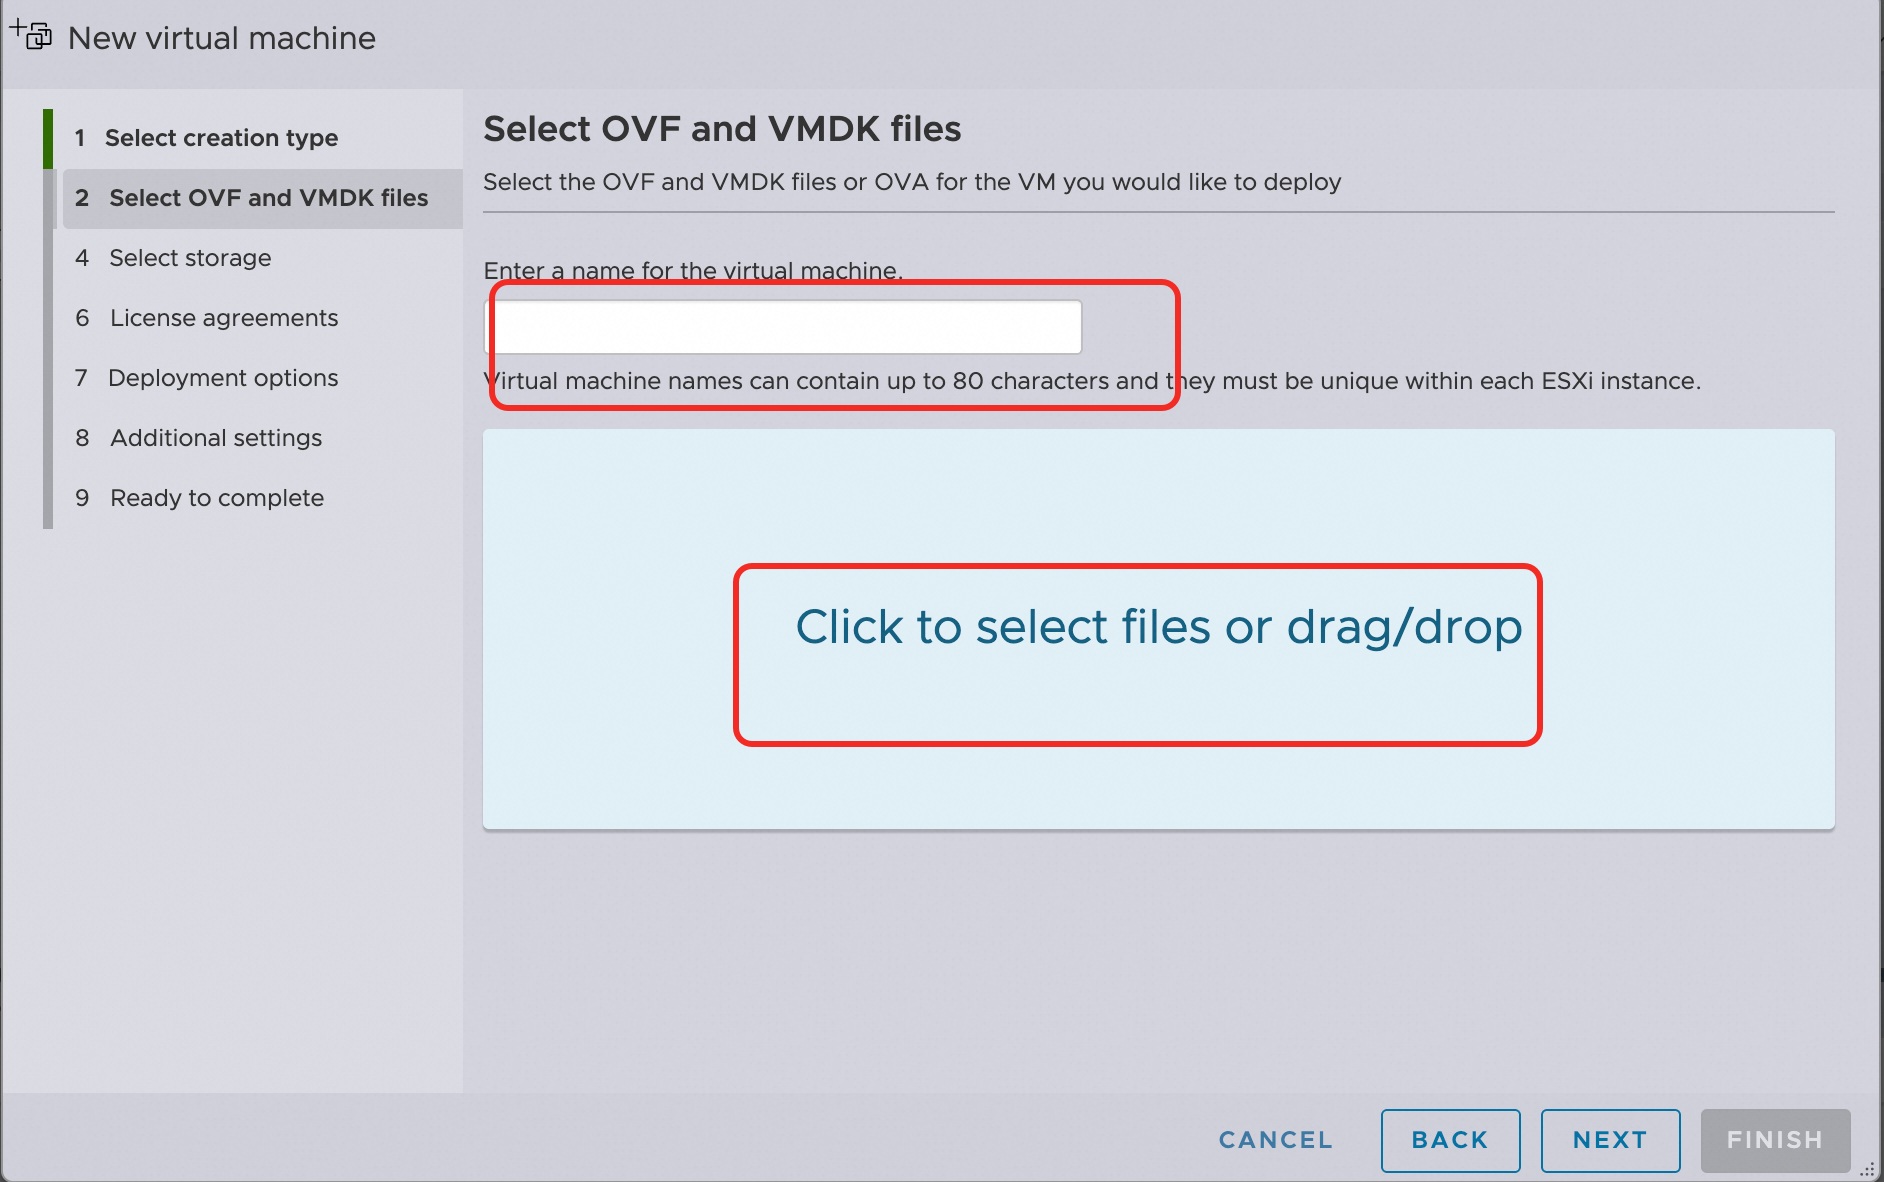 New virtual machine
1 Select creation type
2 Select OVF and VMDK files
4 Select storage
6 License agreements
7 Deployment options
8 Additional settings
9 Ready to complete
Select OVF and VMDK files
Select the OVF and VMDK files or OVA for the VM you would like to deploy
Enter a name for the virtual machine.
Virtual machine names can contain up to 80 characters and they must be unique within each ESXi instance.
Click to select files or drag/drop
CANCEL
BACK
NEXT
FINISH